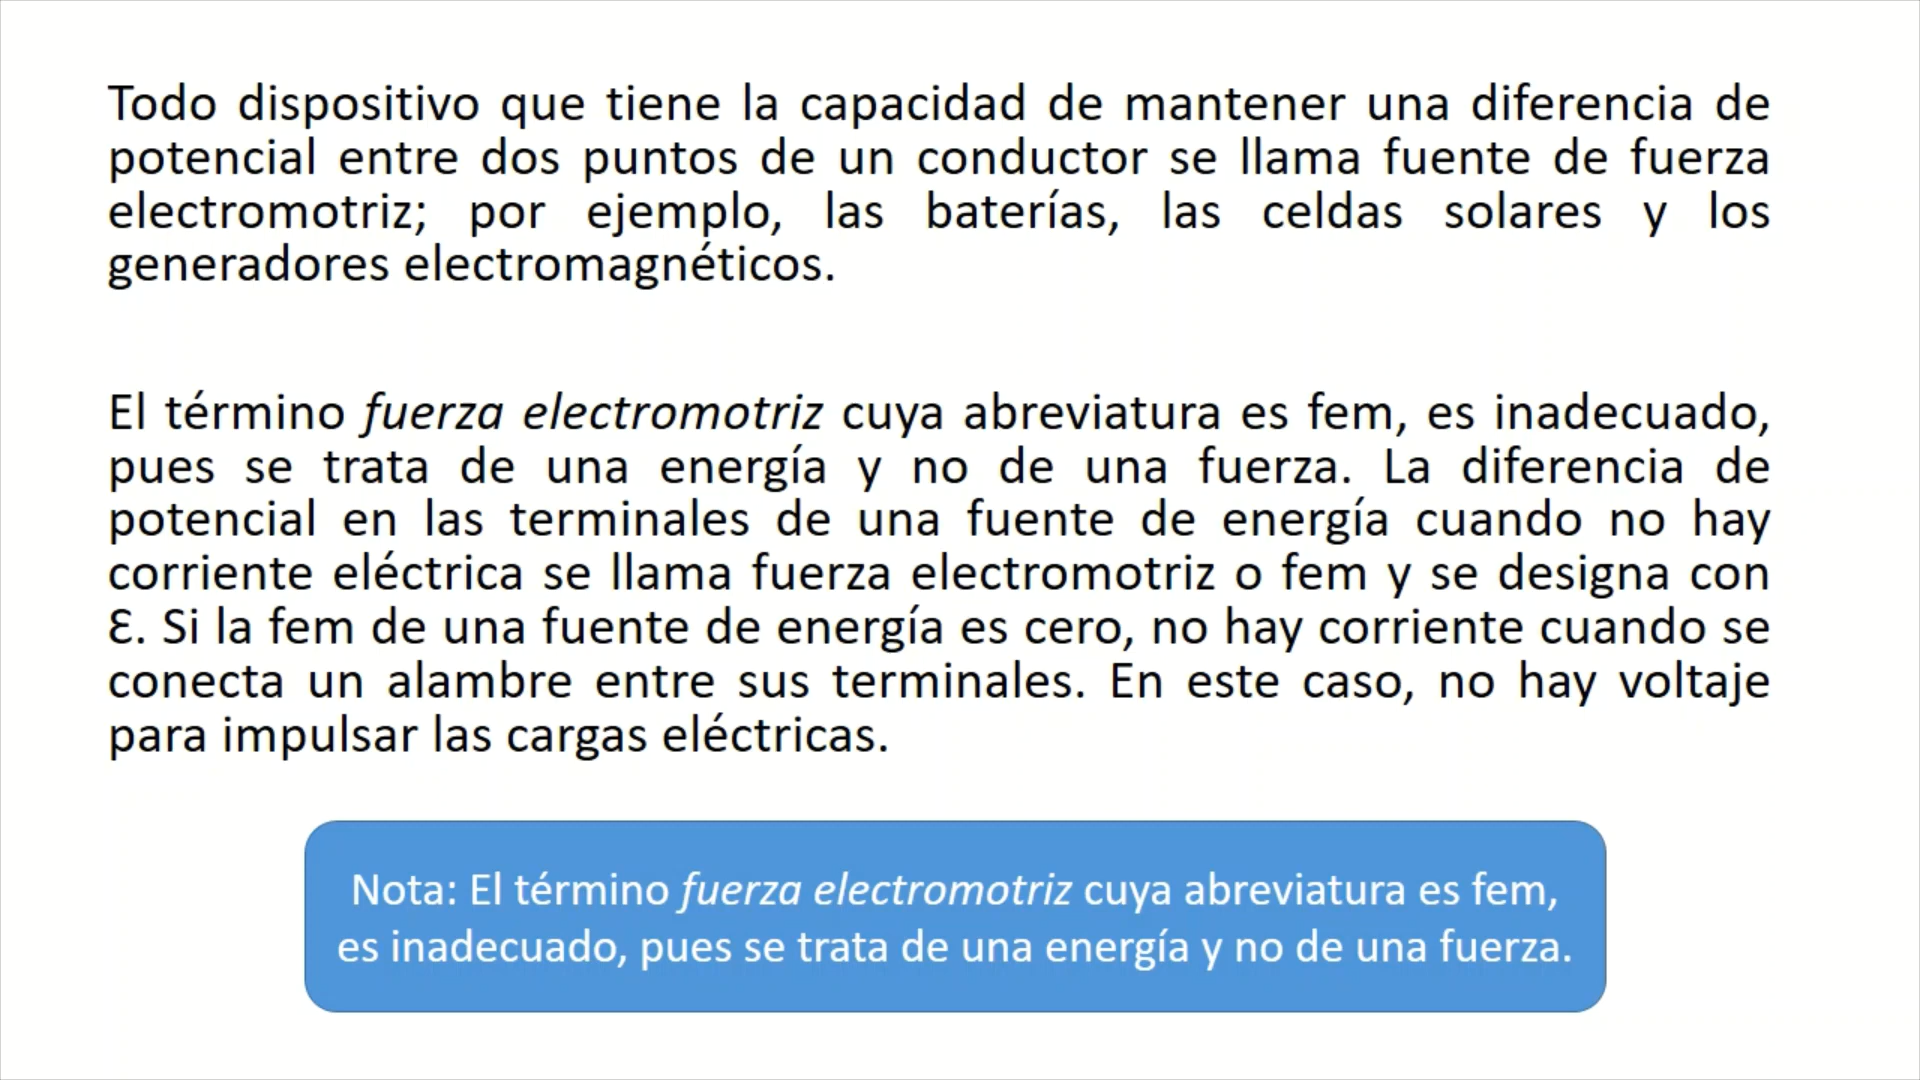 Todo dispositivo que tiene la capacidad de mantener una diferencia de
potencial entre dos puntos de un conductor se llama fuente de fuerza
electromotriz; por ejemplo, las baterías, las celdas solares y los
generadores electromagnéticos.
El término fuerza electromotriz cuya abreviatura es fem, es inadecuado,
pues se trata de una energía y no de una fuerza. La diferencia de
potencial en las terminales de una fuente de energía cuando no hay
corriente eléctrica se llama fuerza electromotriz o fem y se designa con
Ɛ. Si la fem de una fuente de energía es cero, no hay corriente cuando se
conecta un alambre entre sus terminales. En este caso, no hay voltaje
para impulsar las cargas eléctricas.
Nota: El término fuerza electromotriz cuya abreviatura es fem,
es inadecuado, pues se trata de una energía y no de una fuerza.